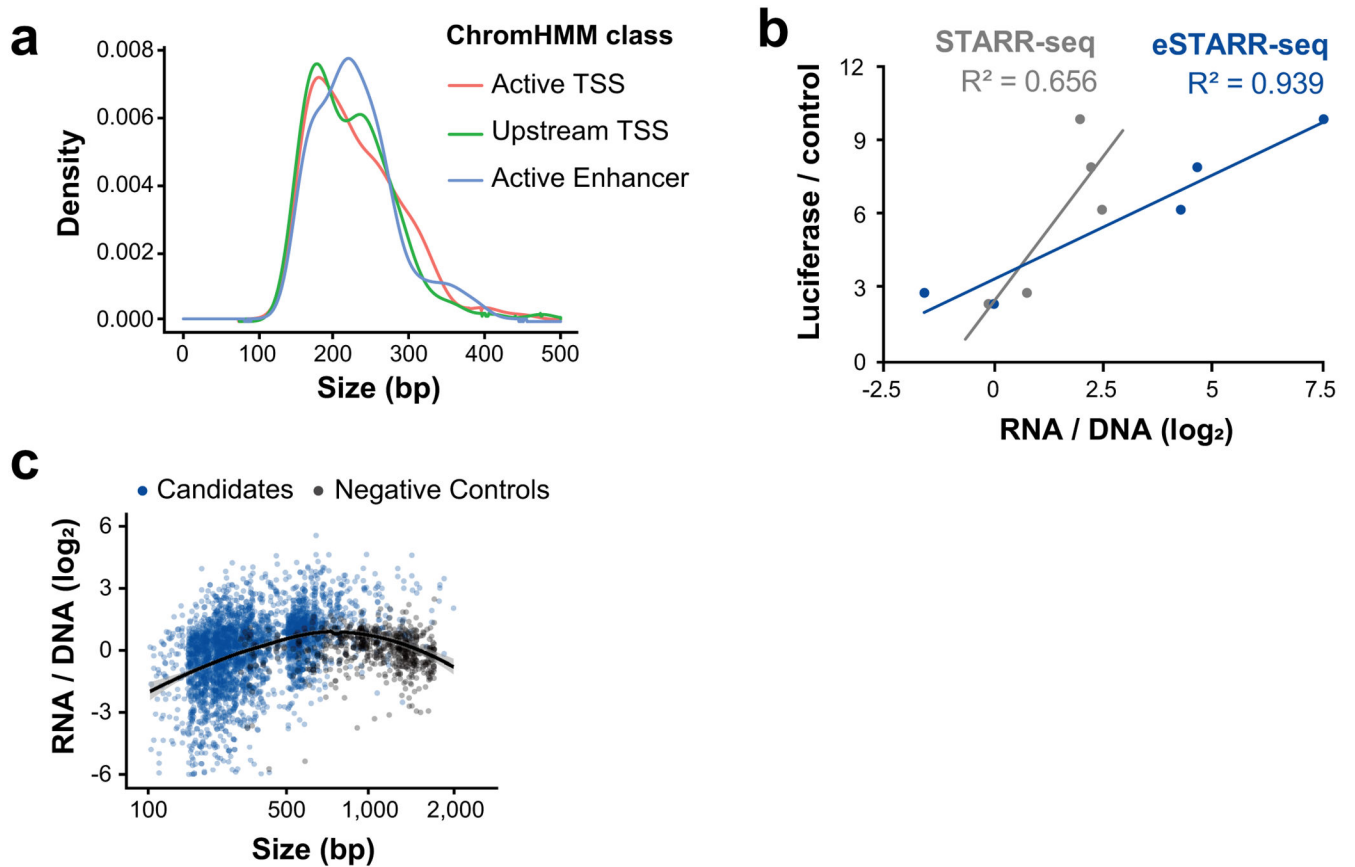 a
ChromHMM class
Active TSS
Upstream TSS
Active Enhancer
Density
0.008
0.006
0.004
0.002
0.000
0 100 200 300 400 500
Size (bp)
b
STARR-seq
R² = 0.656
eSTARR-seq
R² = 0.939
Luciferase / control
12
9
6
3
0
-2.5 0 2.5 5 7.5
RNA / DNA (log₂)
c
Candidates Negative Controls
RNA / DNA (log₂)
6
3
0
-3
-6
100 500 1,000 2,000
Size (bp)